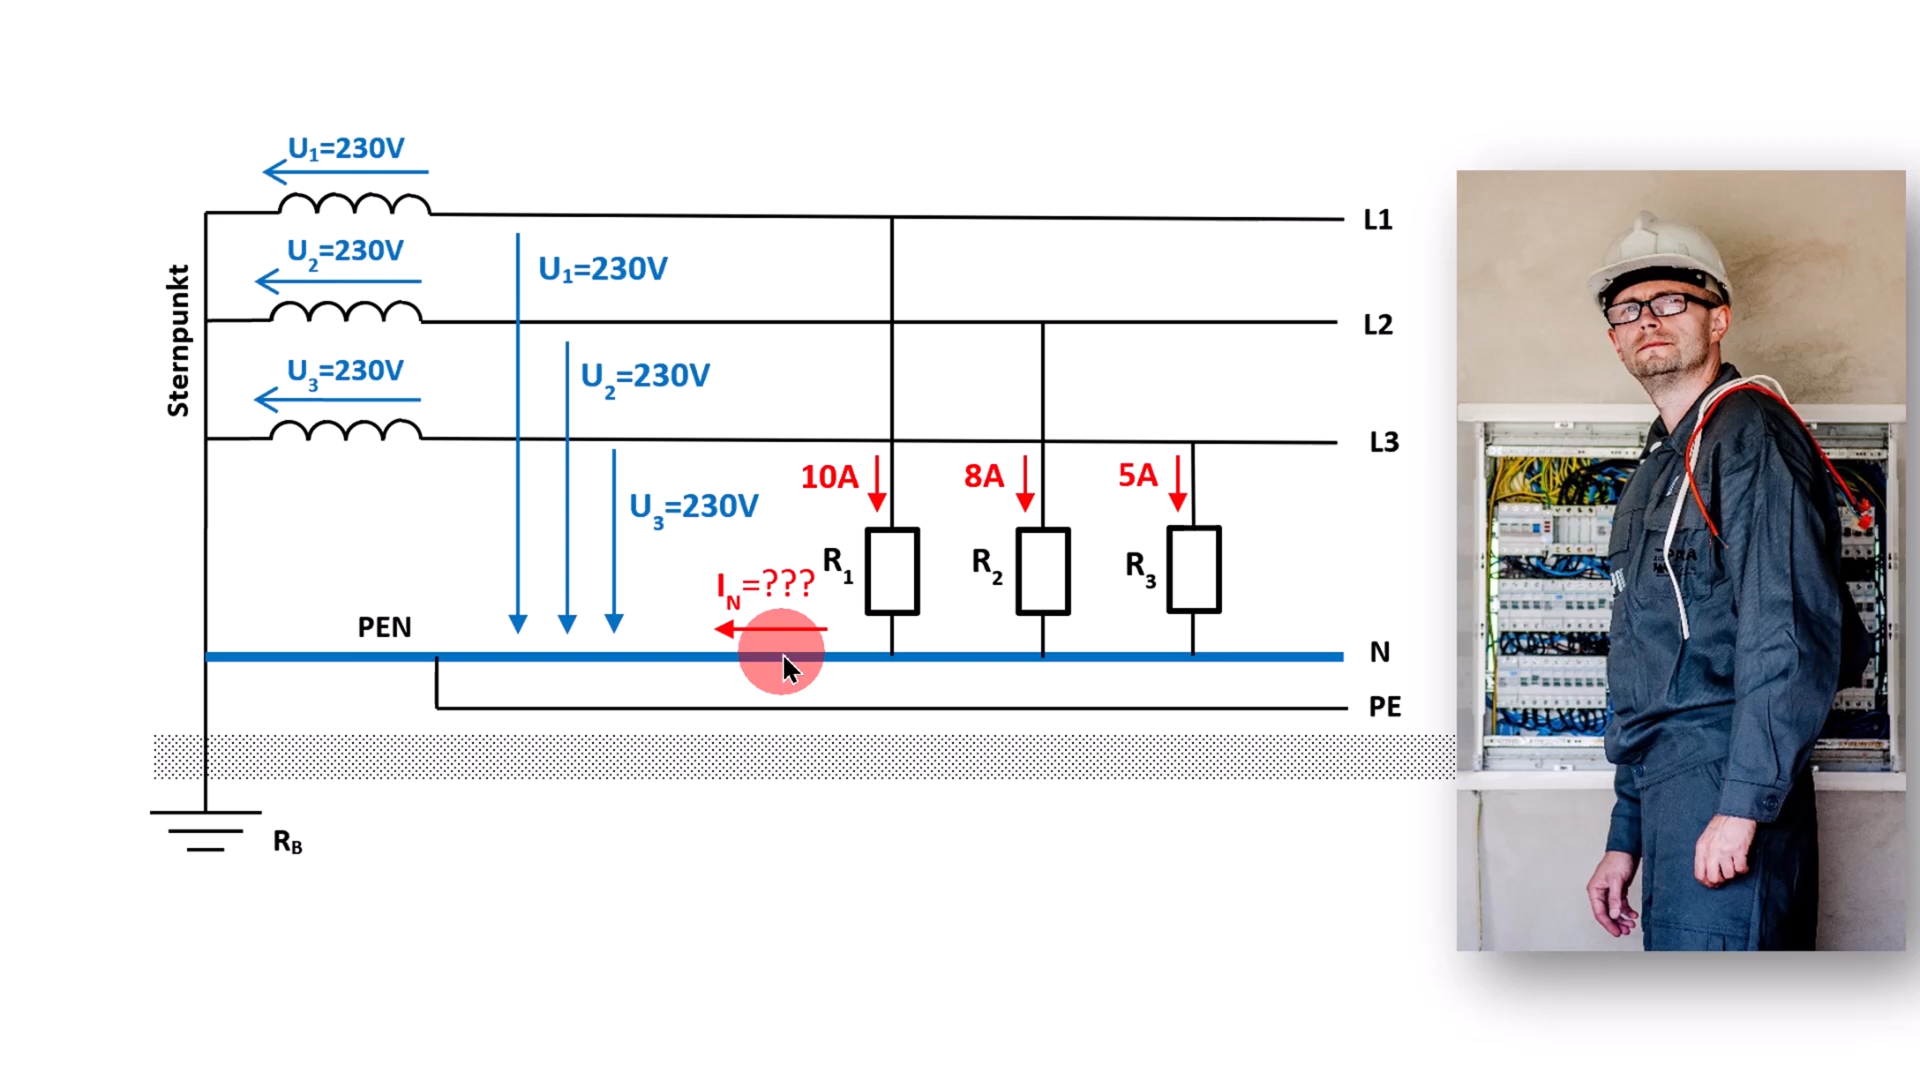 U₁=230V
U₂=230V
U₃=230V
Sternpunkt
U₁=230V
U₂=230V
U₃=230V
L1
L2
L3
10A
8A
5A
R₁
R₂
R₃
I_N=???
PEN
N
PE
R_B